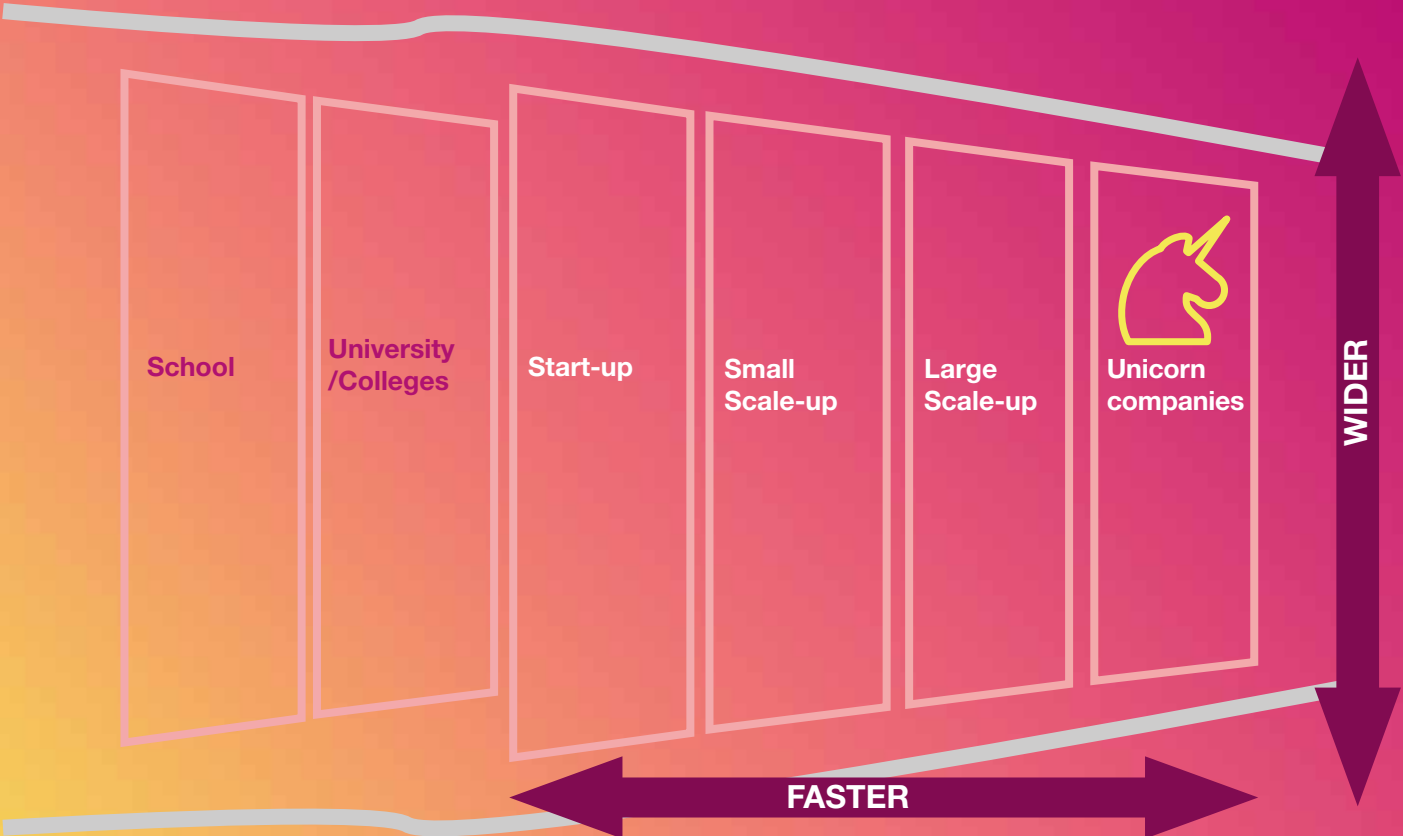 School
University
/Colleges
Start-up
Small
Scale-up
Large
Scale-up
Unicorn
companies
WIDER
FASTER